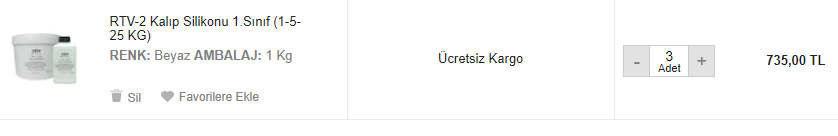 RTV-2 Kalıp Silikonu 1.Sınıf (1-5-
25 KG)
RENK: Beyaz AMBALAJ: 1 Kg
Sil
Favorilere Ekle
Ücretsiz Kargo
- 3 +
Adet
735,00 TL